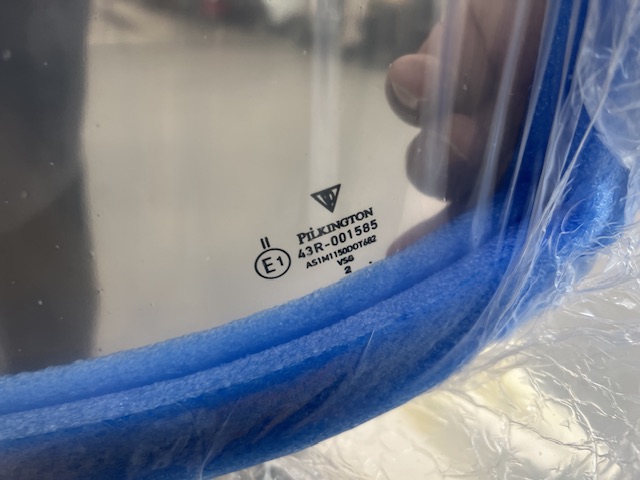 PILKINGTON
II
E1
43R-001585
AS1M1150DOT682
VSG
2